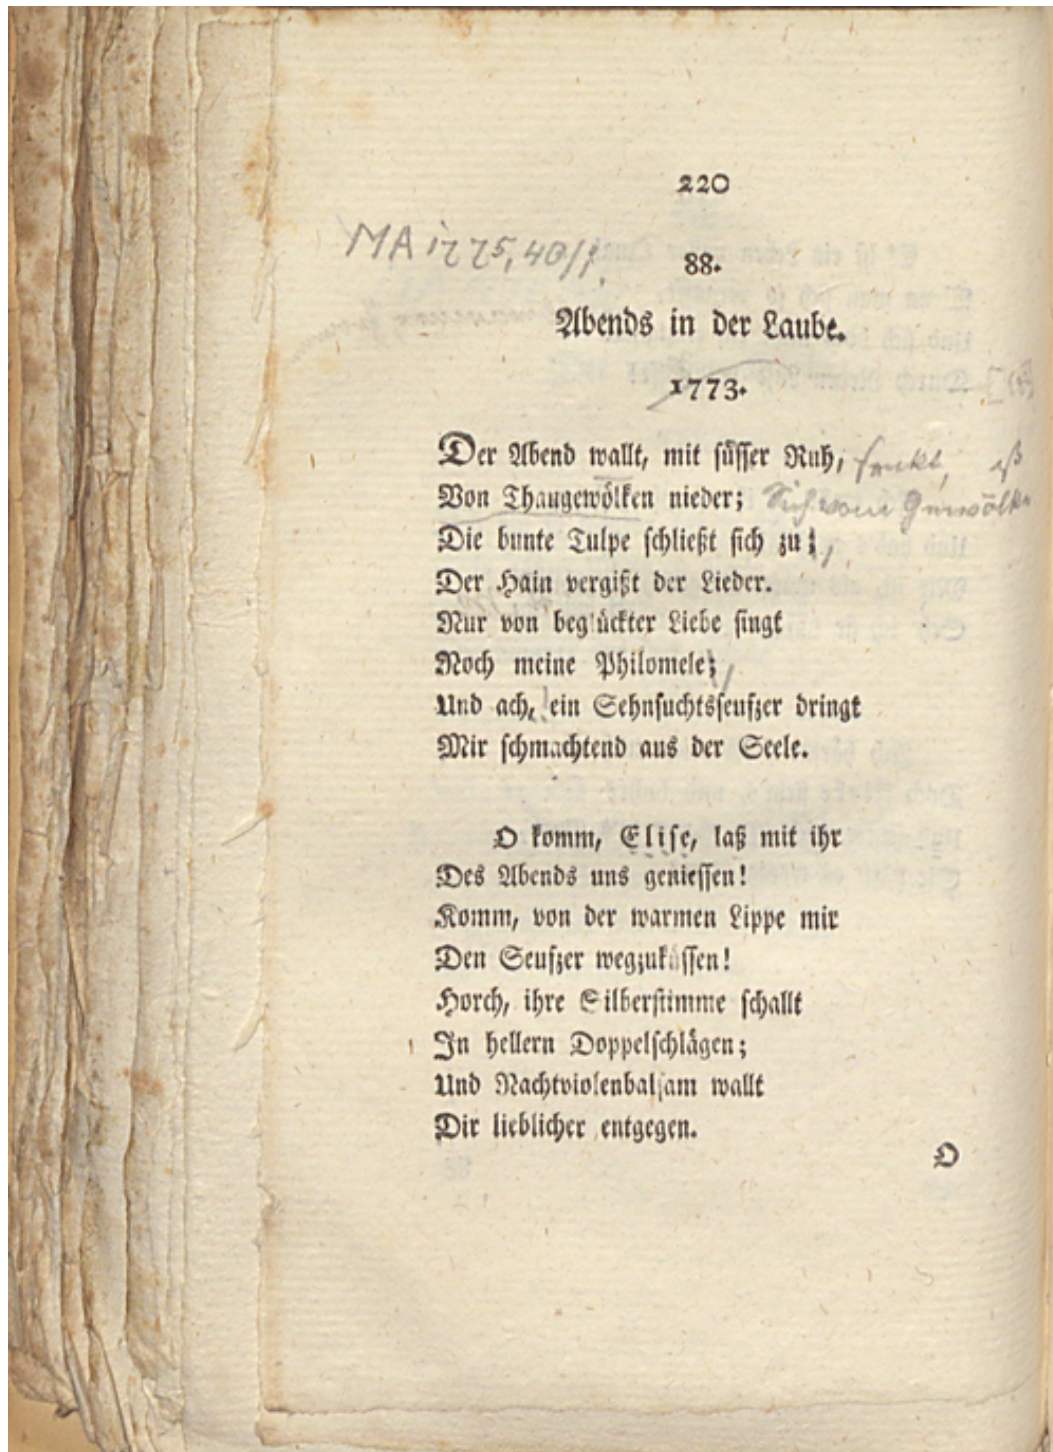 220
MA 1775, 40 f.
88.
Abends in der Laube.
1773.
Der Abend wallt, mit süsser Ruh, senkt,
Von Thaugewölken nieder; Sich vom Gewölke
Die bunte Tulpe schließt sich zu;
Der Hain vergißt der Lieder.
Nur von beglückter Liebe singt
Noch meine Philomele;
Und ach, ein Sehnsuchtsseufzer dringt
Mir schmachtend aus der Seele.
O komm, Elise, laß mit ihr
Des Abends uns geniessen!
Komm, von der warmen Lippe mir
Den Seufzer wegzuküssen!
Horch, ihre Silberstimme schallt
In hellern Doppelschlägen;
Und Nachtviolenbalsam wallt
Dir lieblicher entgegen.
O